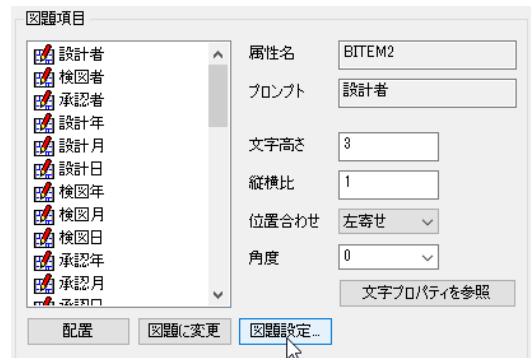 図題項目
設計者
検図者
承認者
設計年
設計月
設計日
検図年
検図月
検図日
承認年
承認月
承認日
属性名 BITEM2
プロンプト 設計者
文字高さ 3
縦横比 1
位置合わせ 左寄せ
角度 0
文字プロパティを参照
配置 図題に変更 図題設定...